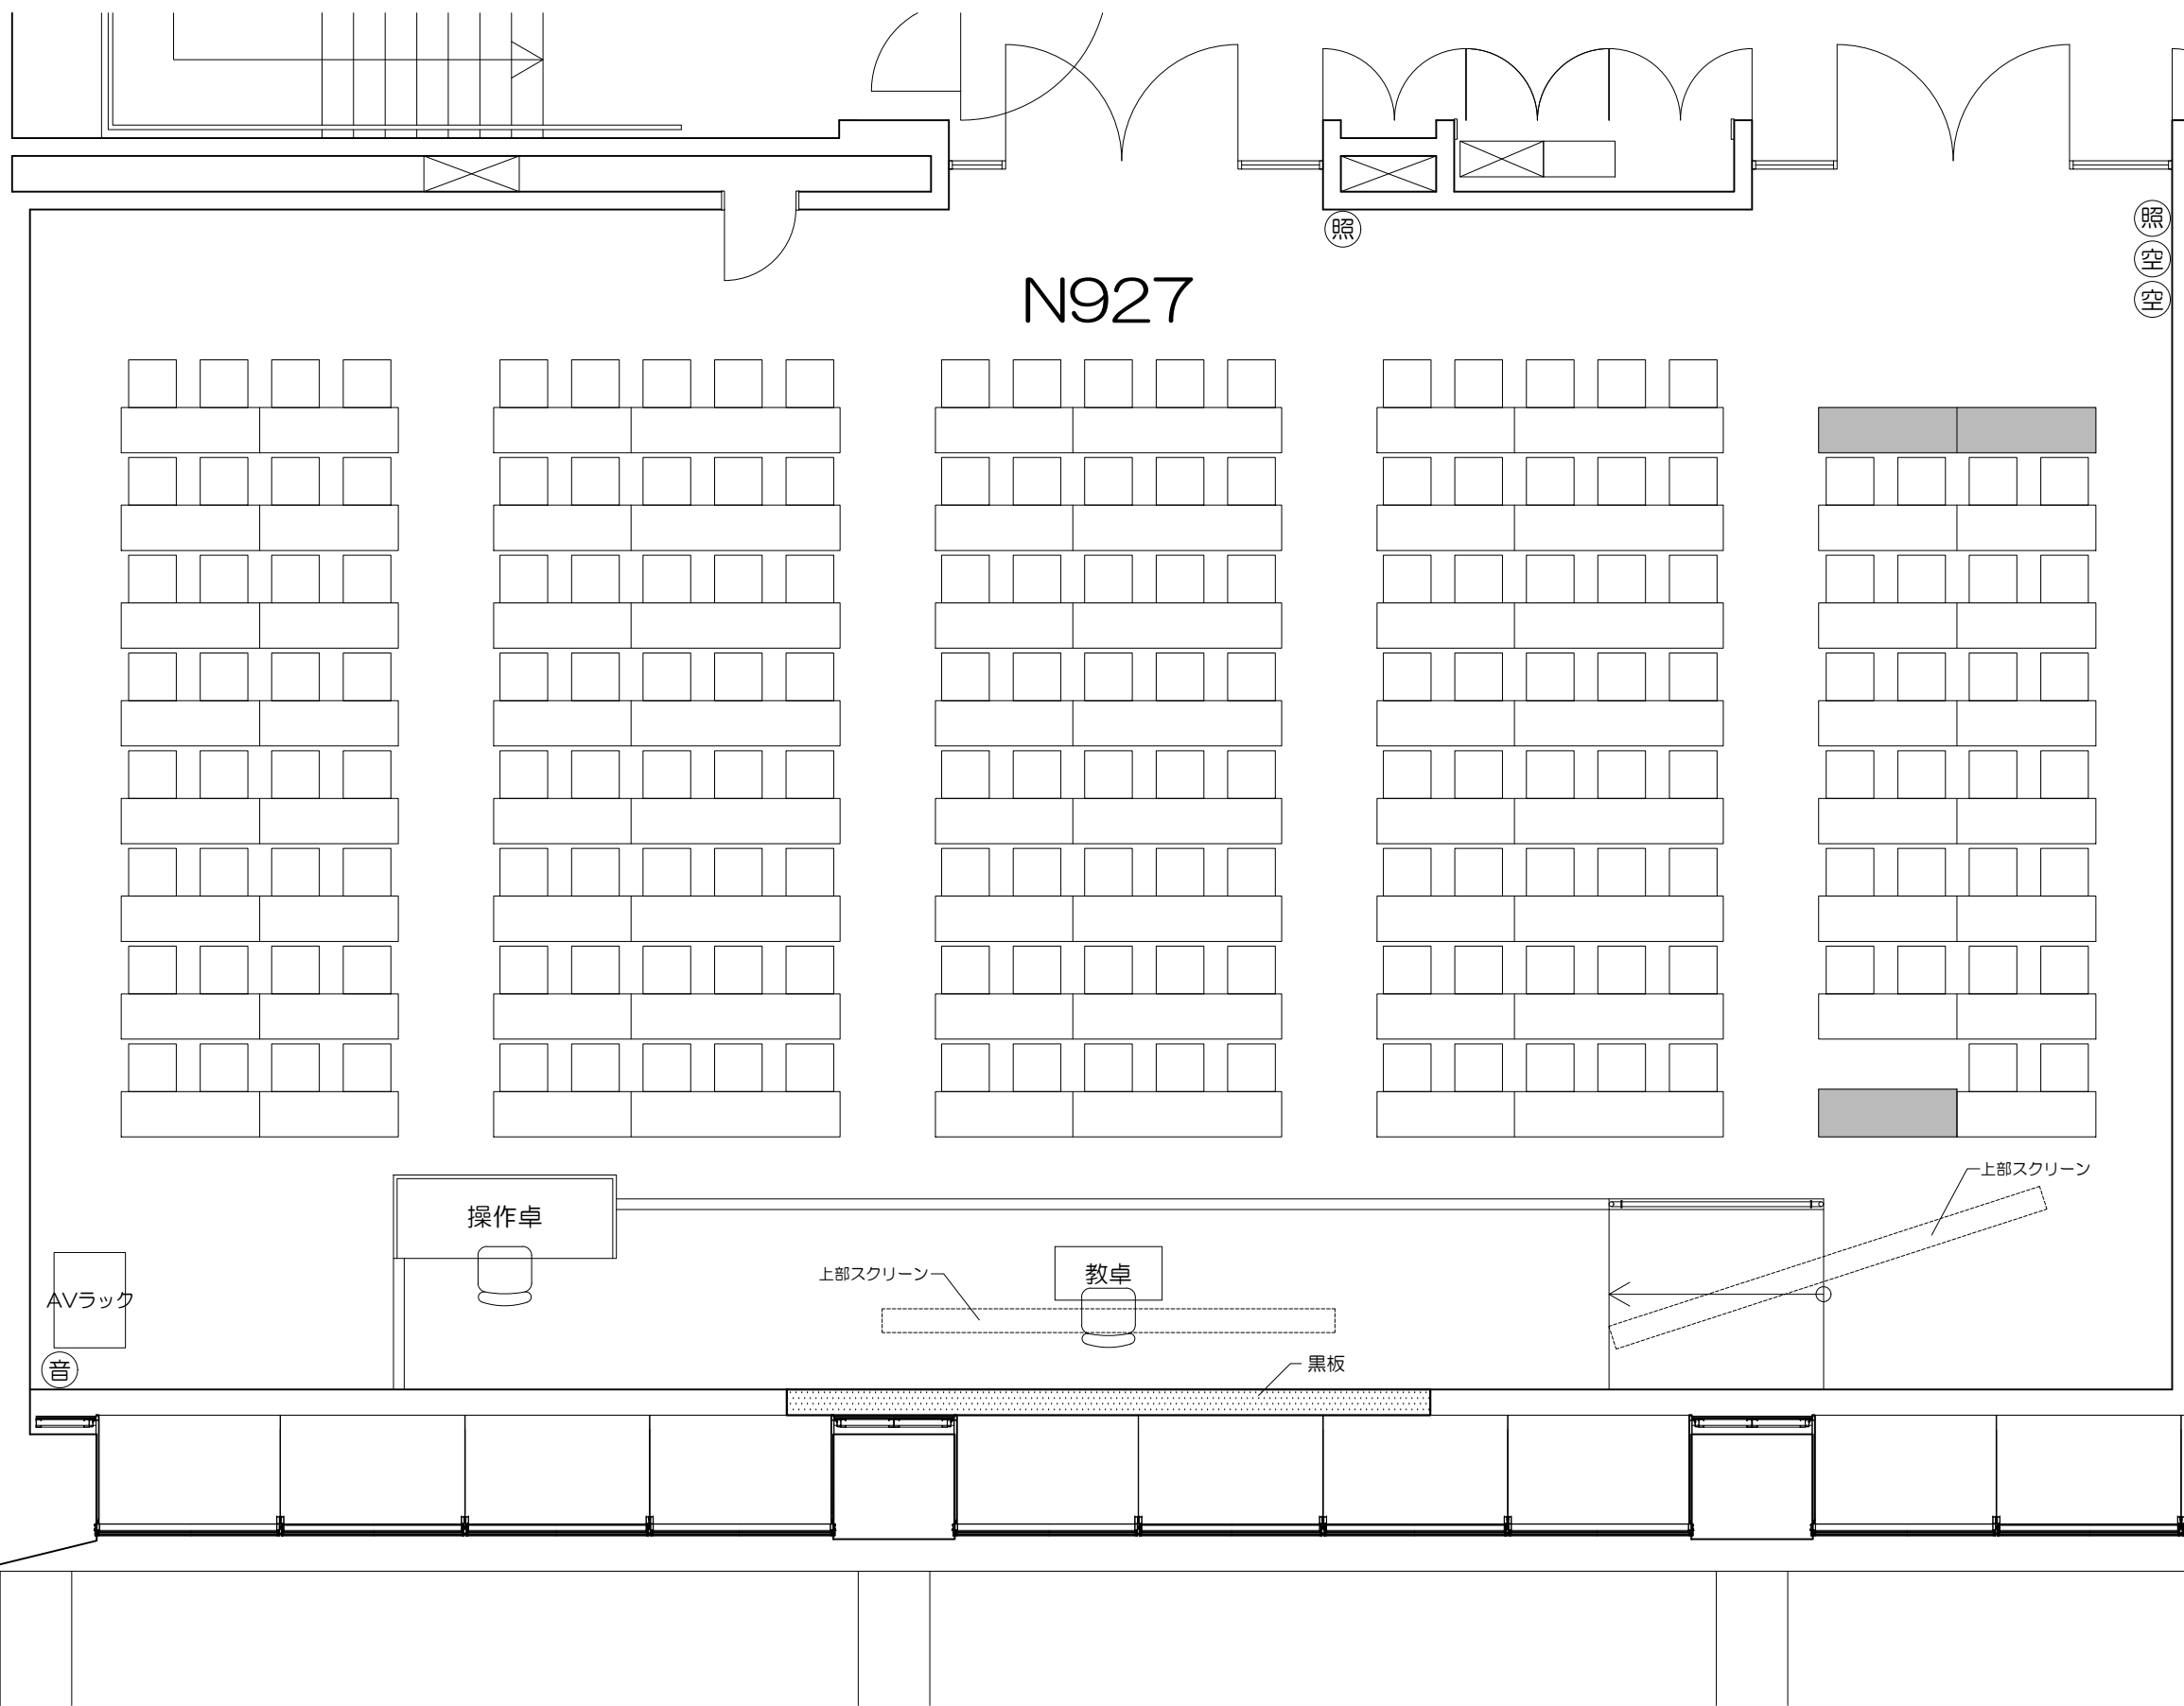 照
照
空
空
N927
上部スクリーン
操作卓
上部スクリーン
教卓
AVラック
黒板
音